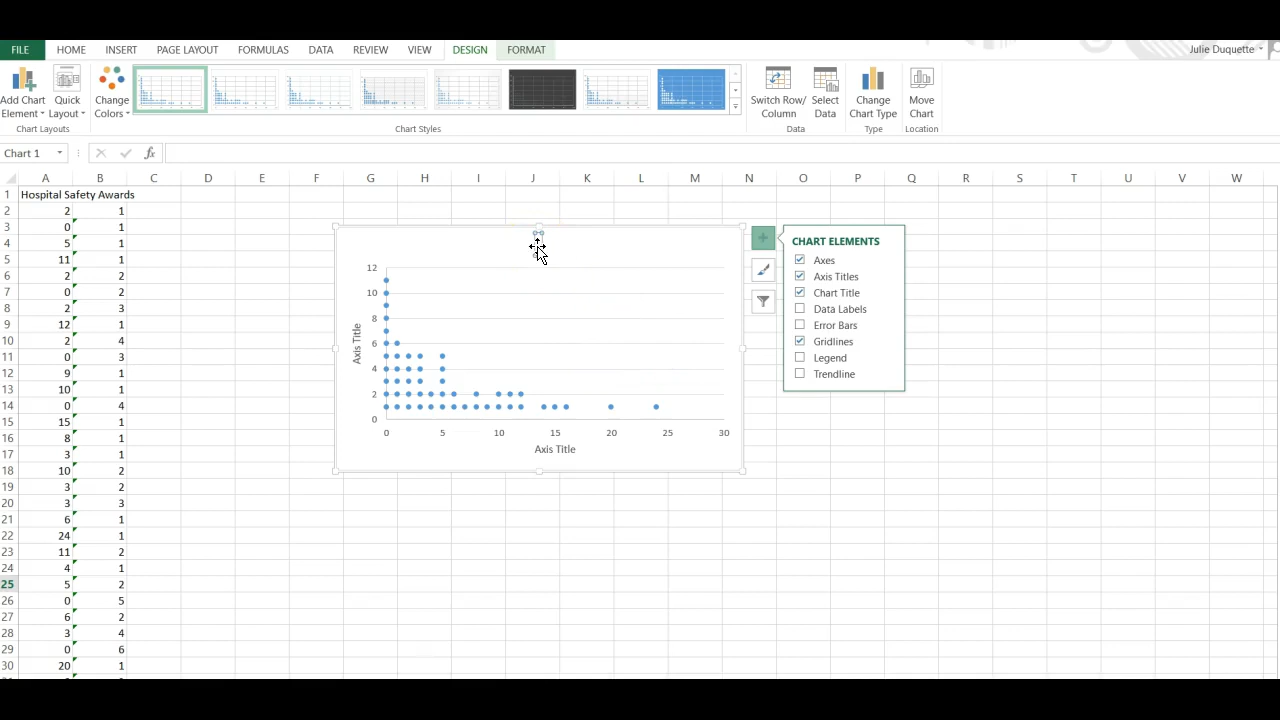 FILE HOME INSERT PAGE LAYOUT FORMULAS DATA REVIEW VIEW DESIGN FORMAT Julie Duquette
Add Chart Element Quick Layout Change Colors Switch Row/ Column Select Data Change Chart Type Move Chart
Chart Layouts Chart Styles Data Type Location
Chart 1 fx
A B C D E F G H I J K L M N O P Q R S T U V W
1 Hospital Safety Awards
2 2 1
3 0 1
4 5 1
5 11 1
6 2 2
7 0 2
8 2 3
9 12 1
10 2 4
11 0 3
12 9 1
13 10 1
14 0 4
15 15 1
16 8 1
17 3 1
18 10 2
19 3 2
20 3 3
21 6 1
22 24 1
23 11 2
24 4 1
25 5 2
26 0 5
27 6 2
28 3 4
29 0 6
30 20 1
12
10
8
6
4
2
0
Axis Title
0 5 10 15 20 25 30
Axis Title
CHART ELEMENTS
Axes
Axis Titles
Chart Title
Data Labels
Error Bars
Gridlines
Legend
Trendline